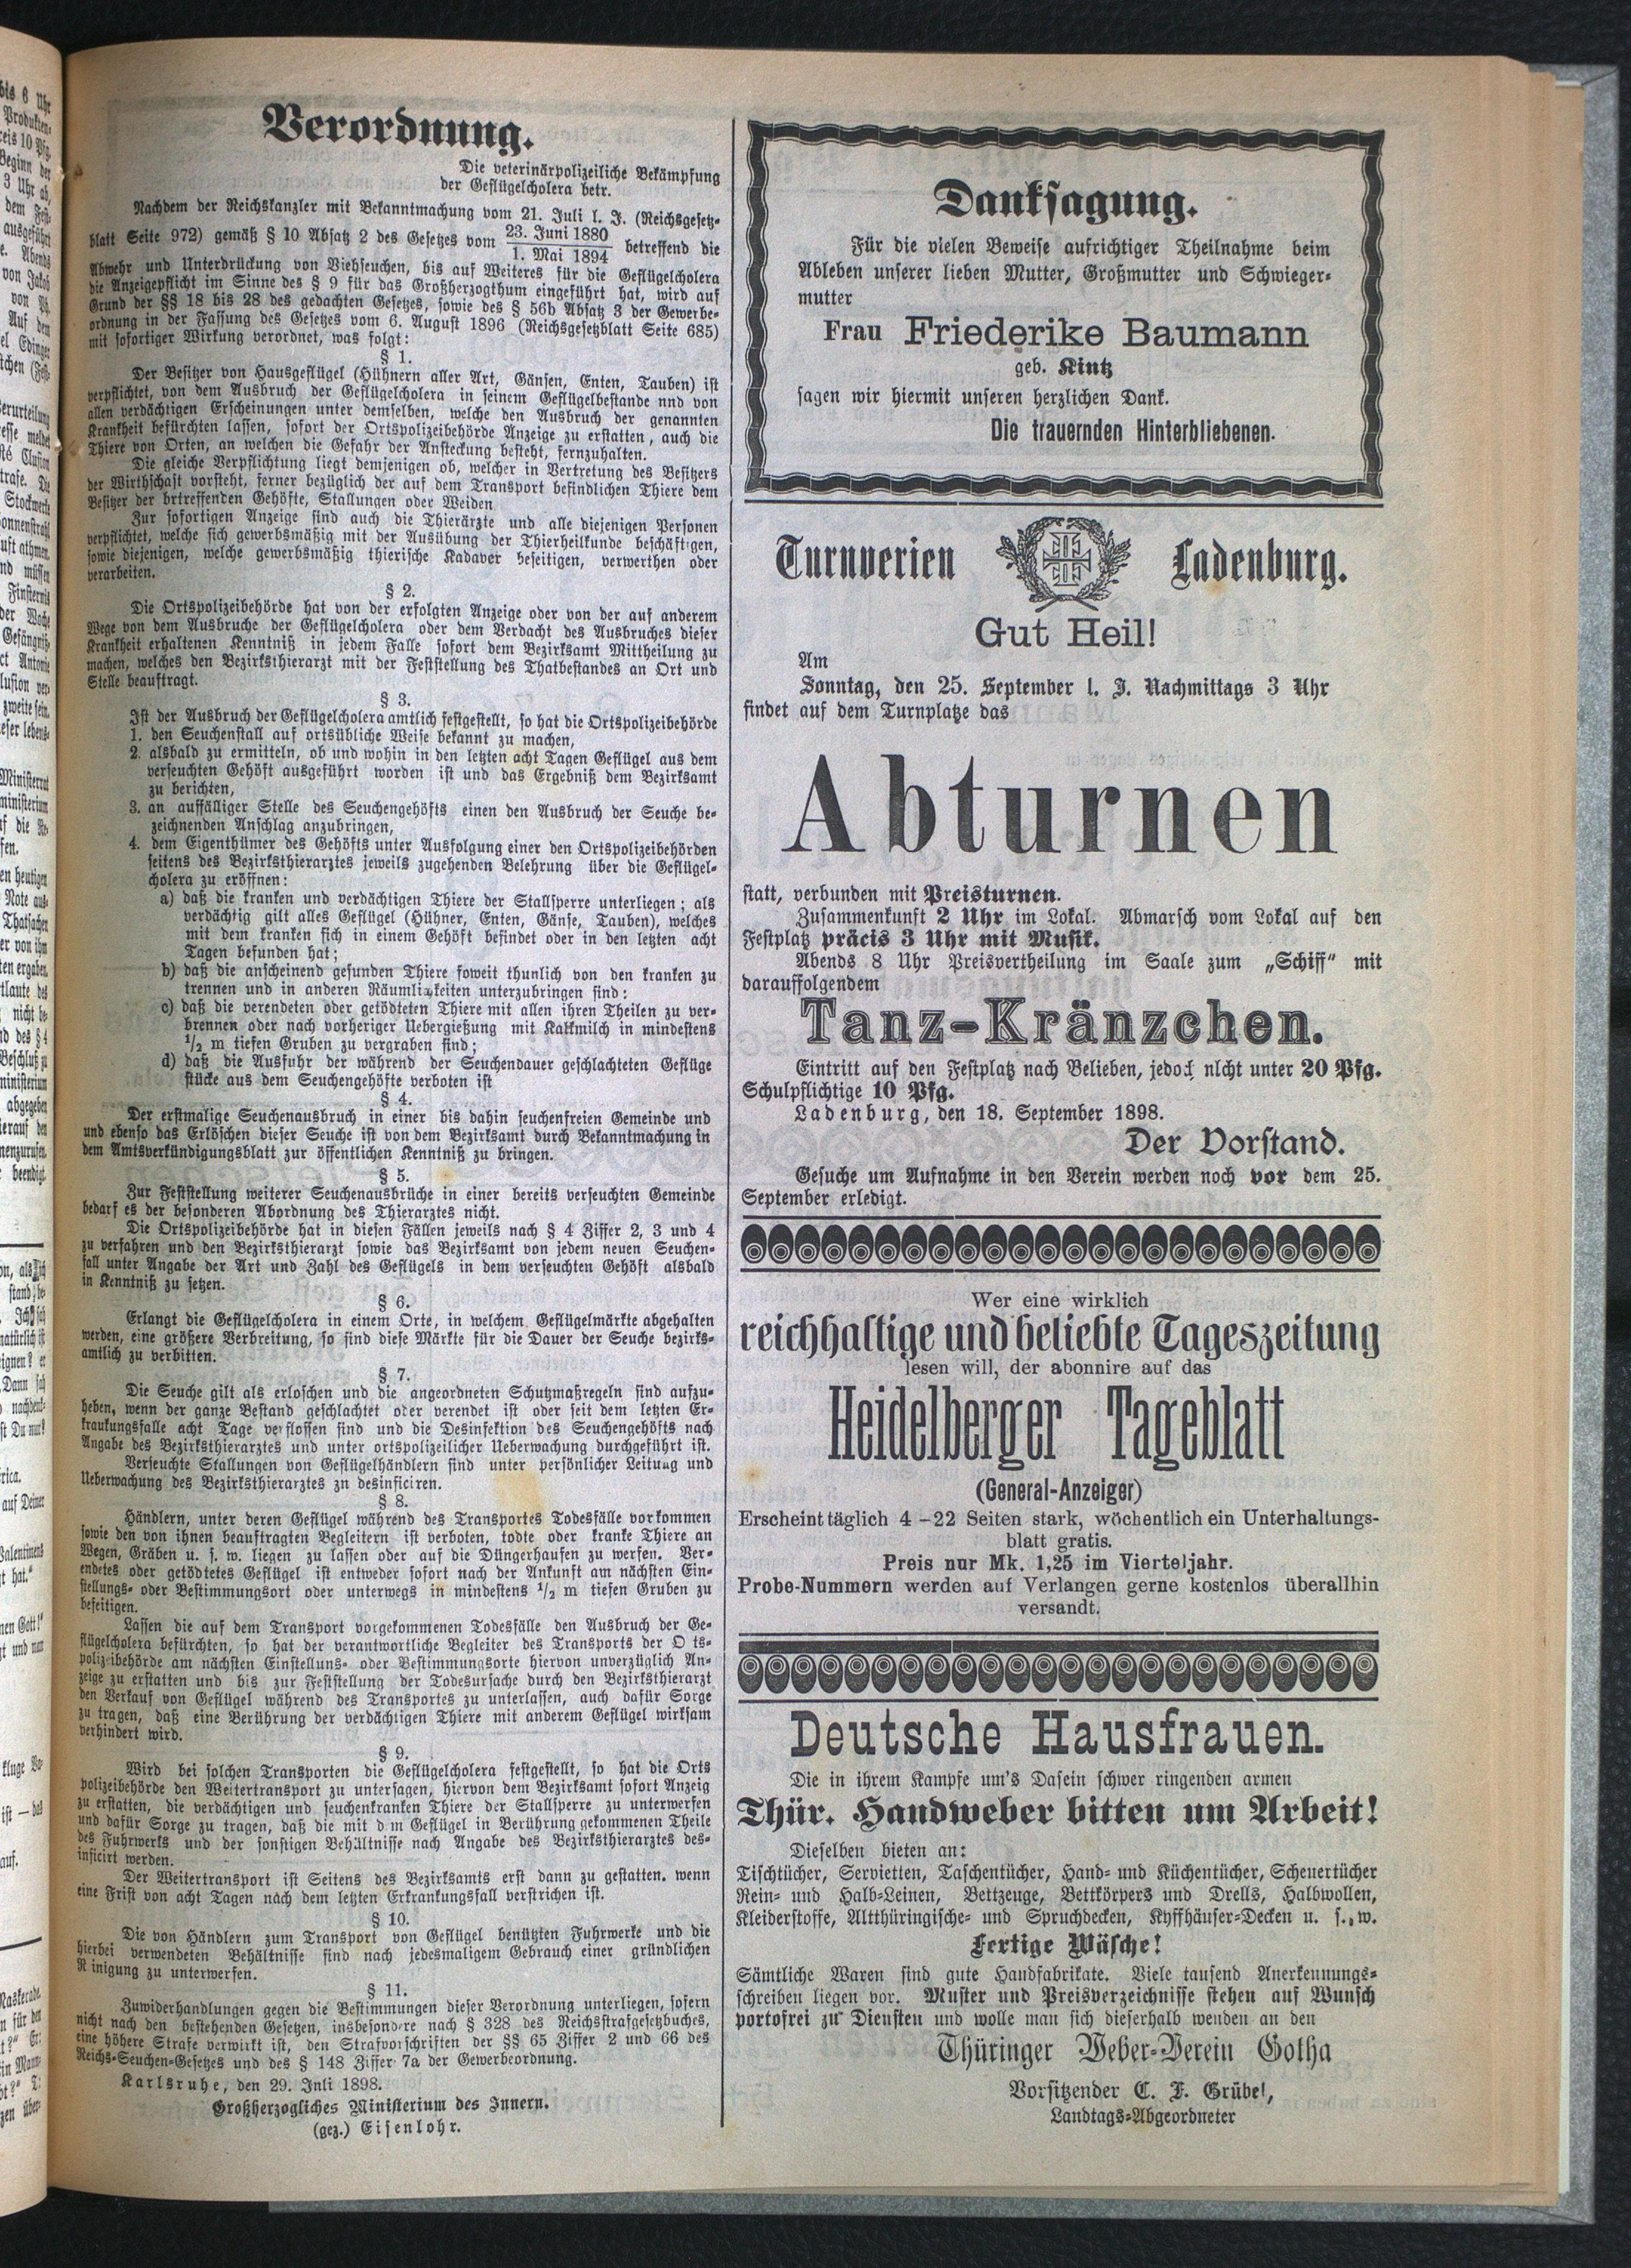 Verordnung.
Die veterinärpolizeiliche Bekämpfung
der Geflügelcholera betr.
Nachdem der Reichskanzler mit Bekanntmachung vom 21. Juli l. J. (Reichsgesetz-
blatt Seite 972) gemäß § 10 Absatz 2 des Gesetzes vom 23. Juni 1880 / 1. Mai 1894 betreffend die
Abwehr und Unterdrückung von Viehseuchen, bis auf Weiteres für die Geflügelcholera
die Anzeigepflicht im Sinne des § 9 für das Großherzogthum eingeführt hat, wird auf
Grund der §§ 18 bis 28 des gedachten Gesetzes, sowie des § 56b Absatz 3 der Gewerbe-
ordnung in der Fassung des Gesetzes vom 6. August 1896 (Reichsgesetzblatt Seite 685)
mit sofortiger Wirkung verordnet, was folgt:
§ 1.
Der Besitzer von Hausgeflügel (Hühnern aller Art, Gänsen, Enten, Tauben) ist
verpflichtet, von dem Ausbruch der Geflügelcholera in seinem Geflügelbestande nnd von
allen verdächtigen Erscheinungen unter demselben, welche den Ausbruch der genannten
Krankheit befürchten lassen, sofort der Ortspolizeibehörde Anzeige zu erstatten, auch die
Thiere von Orten, an welchen die Gefahr der Ansteckung besteht, fernzuhalten.
Die gleiche Verpflichtung liegt demjenigen ob, welcher in Vertretung des Besitzers
der Wirthschaft vorsteht, ferner bezüglich der auf dem Transport befindlichen Thiere dem
Besitzer der brtreffenden Gehöfte, Stallungen oder Weiden
Zur sofortigen Anzeige sind auch die Thierärzte und alle diejenigen Personen
verpflichtet, welche sich gewerbsmäßig mit der Ausübung der Thierheilkunde beschäftigen,
sowie diejenigen, welche gewerbsmäßig thierische Kadaver beseitigen, verwerthen oder
verarbeiten.
§ 2.
Die Ortspolizeibehörde hat von der erfolgten Anzeige oder von der auf anderem
Wege von dem Ausbruche der Geflügelcholera oder dem Verdacht des Ausbruches dieser
Krankheit erhaltenen Kenntniß in jedem Falle sofort dem Bezirksamt Mittheilung zu
machen, welches den Bezirksthierarzt mit der Feststellung des Thatbestandes an Ort und
Stelle beauftragt.
§ 3.
Ist der Ausbruch der Geflügelcholera amtlich festgestellt, so hat die Ortspolizeibehörde
1. den Seuchenstall auf ortsübliche Weise bekannt zu machen,
2. alsbald zu ermitteln, ob und wohin in den letzten acht Tagen Geflügel aus dem
verseuchten Gehöft ausgeführt worden ist und das Ergebniß dem Bezirksamt
zu berichten,
3. an auffälliger Stelle des Seuchengehöfts einen den Ausbruch der Seuche be-
zeichnenden Anschlag anzubringen,
4. dem Eigenthümer des Gehöfts unter Ausfolgung einer den Ortspolizeibehörden
seitens des Bezirksthierarztes jeweils zugehenden Belehrung über die Geflügel-
cholera zu eröffnen:
a) daß die kranken und verdächtigen Thiere der Stallsperre unterliegen; als
verdächtig gilt alles Geflügel (Hühner, Enten, Gänse, Tauben), welches
mit dem kranken sich in einem Gehöft befindet oder in den letzten acht
Tagen befunden hat;
b) daß die anscheinend gesunden Thiere soweit thunlich von den kranken zu
trennen und in anderen Räumlichkeiten unterzubringen sind:
c) daß die verendeten oder getödteten Thiere mit allen ihren Theilen zu ver-
brennen oder nach vorheriger Uebergießung mit Kalkmilch in mindestens
1/2 m tiefen Gruben zu vergraben sind;
d) daß die Ausfuhr der während der Seuchendauer geschlachteten Geflüge
stücke aus dem Seuchengehöfte verboten ist
§ 4.
Der erstmalige Seuchenausbruch in einer bis dahin seuchenfreien Gemeinde und
und ebenso das Erlöschen dieser Seuche ist von dem Bezirksamt durch Bekanntmachung in
dem Amtsverkündigungsblatt zur öffentlichen Kenntniß zu bringen.
§ 5.
Zur Feststellung weiterer Seuchenausbrüche in einer bereits verseuchten Gemeinde
bedarf es der besonderen Abordnung des Thierarztes nicht.
Die Ortspolizeibehörde hat in diesen Fällen jeweils nach § 4 Ziffer 2, 3 und 4
zu verfahren und den Bezirksthierarzt sowie das Bezirksamt von jedem neuen Seuchen-
fall unter Angabe der Art und Zahl des Geflügels in dem verseuchten Gehöft alsbald
in Kenntniß zu setzen.
§ 6.
Erlangt die Geflügelcholera in einem Orte, in welchem Geflügelmärkte abgehalten
werden, eine größere Verbreitung, so sind diese Märkte für die Dauer der Seuche bezirks-
amtlich zu verbitten.
§ 7.
Die Seuche gilt als erloschen und die angeordneten Schutzmaßregeln sind aufzu-
heben, wenn der ganze Bestand geschlachtet oder verendet ist oder seit dem letzten Er-
kraukungsfalle acht Tage verflossen sind und die Desinfektion des Seuchengehöfts nach
Angabe des Bezirksthierarztes und unter ortspolizeilicher Ueberwachung durchgeführt ist.
Verseuchte Stallungen von Geflügelhändlern sind unter persönlicher Leitung und
Ueberwachung des Bezirksthierarztes zn desinficiren.
§ 8.
Händlern, unter deren Geflügel während des Transportes Todesfälle vorkommen
sowie den von ihnen beauftragten Begleitern ist verboten, todte oder kranke Thiere an
Wegen, Gräben u. s. w. liegen zu lassen oder auf die Düngerhaufen zu werfen. Ver-
endetes oder getödtetes Geflügel ist entweder sofort nach der Ankunft am nächsten Ein-
stellungs- oder Bestimmungsort oder unterwegs in mindestens 1/2 m tiefen Gruben zu
beseitigen.
Lassen die auf dem Transport vorgekommenen Todesfälle den Ausbruch der Ge-
flügelcholera befürchten, so hat der verantwortliche Begleiter des Transports der O ts-
polizeibehörde am nächsten Einstelluns- oder Bestimmungsorte hiervon unverzüglich An-
zeige zu erstatten und bis zur Feststellung der Todesursache durch den Bezirksthierarzt
den Verkauf von Geflügel während des Transportes zu unterlassen, auch dafür Sorge
zu tragen, daß eine Berührung der verdächtigen Thiere mit anderem Geflügel wirksam
verhindert wird.
§ 9.
Wird bei solchen Transporten die Geflügelcholera festgestellt, so hat die Orts
polizeibehörde den Weitertransport zu untersagen, hiervon dem Bezirksamt sofort Anzeig
zu erstatten, die verdächtigen und seuchenkranken Thiere der Stallsperre zu unterwerfen
und dafür Sorge zu tragen, daß die mit d m Geflügel in Berührung gekommenen Theile
des Fuhrwerks und der sonstigen Behältnisse nach Angabe des Bezirksthierarztes des-
inficirt werden.
Der Weitertransport ist Seitens des Bezirksamts erst dann zu gestatten. wenn
eine Frist von acht Tagen nach dem letzten Erkrankungsfall verstrichen ist.
§ 10.
Die von Händlern zum Transport von Geflügel benützten Fuhrwerke und die
hierbei verwendeten Behältnisse sind nach jedesmaligem Gebrauch einer gründlichen
R inigung zu unterwerfen.
§ 11.
Zuwiderhandlungen gegen die Bestimmungen dieser Verordnung unterliegen, sofern
nicht nach den bestehenden Gesetzen, insbesondere nach § 328 des Reichsstrafgesetzbuches,
eine höhere Strafe verwirkt ist, den Strafvorschriften der §§ 65 Ziffer 2 und 66 des
Reichs-Seuchen-Gesetzes und des § 148 Ziffer 7a der Gewerbeordnung.
Karlsruhe, den 29. Juli 1898.
Großherzogliches Ministerium des Innern.
(gez.) Eisenlohr.
Danksagung.
Für die vielen Beweise aufrichtiger Theilnahme beim
Ableben unserer lieben Mutter, Großmutter und Schwieger-
mutter
Frau Friederike Baumann
geb. Kintz
sagen wir hiermit unseren herzlichen Dank.
Die trauernden Hinterbliebenen.
Turnverien Ladenburg.
Gut Heil!
Am
Sonntag, den 25. September l. J. Nachmittags 3 Uhr
findet auf dem Turnplatze das
Abturnen
statt, verbunden mit Preisturnen.
Zusammenkunft 2 Uhr im Lokal. Abmarsch vom Lokal auf den
Festplatz präcis 3 Uhr mit Musik.
Abends 8 Uhr Preisvertheilung im Saale zum „Schiff“ mit
darauffolgendem
Tanz-Kränzchen.
Eintritt auf den Festplatz nach Belieben, jedoch nlcht unter 20 Pfg.
Schulpflichtige 10 Pfg.
Ladenburg, den 18. September 1898.
Der Vorstand.
Gesuche um Aufnahme in den Verein werden noch vor dem 25.
September erledigt.
Wer eine wirklich
reichhaltige und beliebte Tageszeitung
lesen will, der abonnire auf das
Heidelberger Tageblatt
(General-Anzeiger)
Erscheint täglich 4-22 Seiten stark, wöchentlich ein Unterhaltungs-
blatt gratis.
Preis nur Mk. 1,25 im Vierteljahr.
Probe-Nummern werden auf Verlangen gerne kostenlos überallhin
versandt.
Deutsche Hausfrauen.
Die in ihrem Kampfe um's Dasein schwer ringenden armen
Thür. Handweber bitten um Arbeit!
Dieselben bieten an:
Tischtücher, Servietten, Taschentücher, Hand- und Küchentücher, Scheuertücher
Rein- und Halb-Leinen, Bettzeuge, Bettkörpers und Drells, Halbwollen,
Kleiderstoffe, Altthüringische- und Spruchdecken, Kyffhäuser-Decken u. s., w.
Fertige Wäsche!
Sämtliche Waren sind gute Handfabrikate. Viele tausend Anerkennungs-
schreiben liegen vor. Muster und Preisverzeichnisse stehen auf Wunsch
portofrei zu Diensten und wolle man sich dieserhalb wenden an den
Thüringer Weber-Verein Gotha
Vorsitzender C. F. Grübel,
Landtags-Abgeordneter